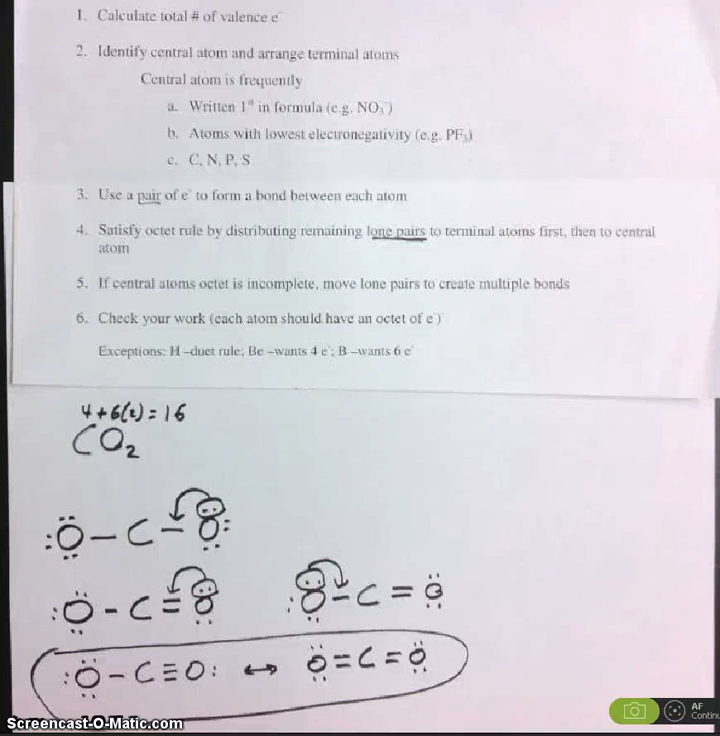 1. Calculate total # of valence e⁻
2. Identify central atom and arrange terminal atoms
Central atom is frequently
a. Written 1st in formula (e.g. NO₃⁻)
b. Atoms with lowest electronegativity (e.g. PF₃)
c. C, N, P, S
3. Use a pair of e⁻ to form a bond between each atom
4. Satisfy octet rule by distributing remaining lone pairs to terminal atoms first, then to central
atom
5. If central atoms octet is incomplete, move lone pairs to create multiple bonds
6. Check your work (each atom should have an octet of e⁻)
Exceptions: H –duet rule; Be –wants 4 e⁻; B –wants 6 e⁻
4+6(2)=16
CO₂
:Ö – C – Ö:
:Ö – C = Ö :Ö – C = Ö
:Ö – C ≡ O: ↔ Ö = C = Ö
Screencast-O-Matic.com
AF
Continu